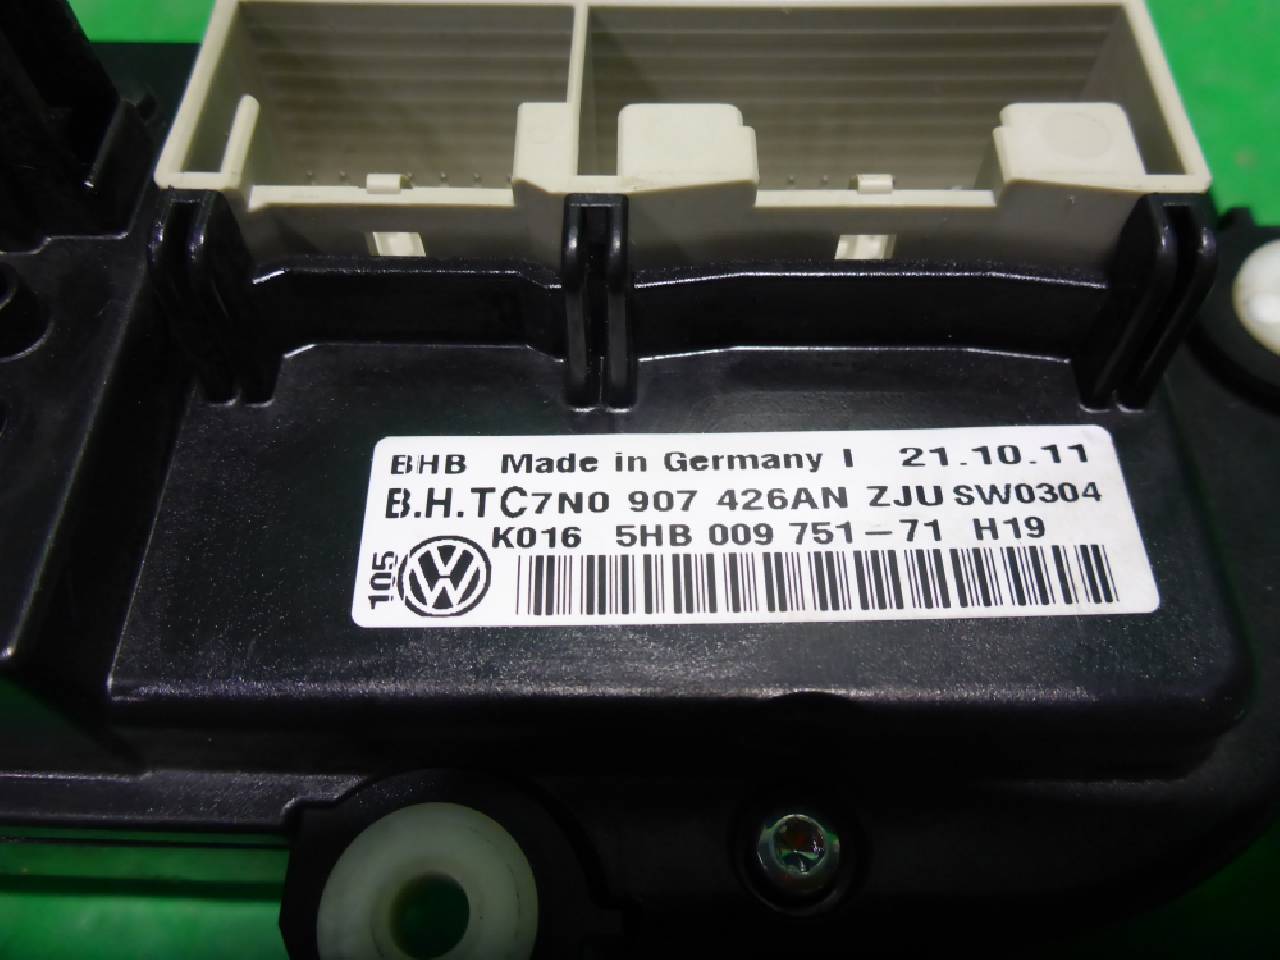 BHB Made in Germany I 21.10.11
B.H.TC7N0 907 426AN ZJU SW0304
K016 5HB 009 751-71 H19
105